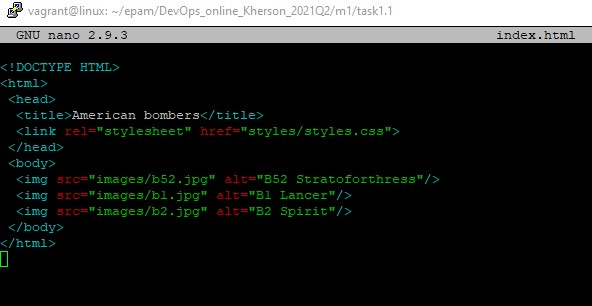 vagrant@linux: ~/epam/DevOps_online_Kherson_2021Q2/m1/task1.1
GNU nano 2.9.3 index.html
<!DOCTYPE HTML>
<html>
<head>
<title>American bombers</title>
<link rel="stylesheet" href="styles/styles.css">
</head>
<body>
<img src="images/b52.jpg" alt="B52 Stratoforthress"/>
<img src="images/b1.jpg" alt="B1 Lancer"/>
<img src="images/b2.jpg" alt="B2 Spirit"/>
</body>
</html>